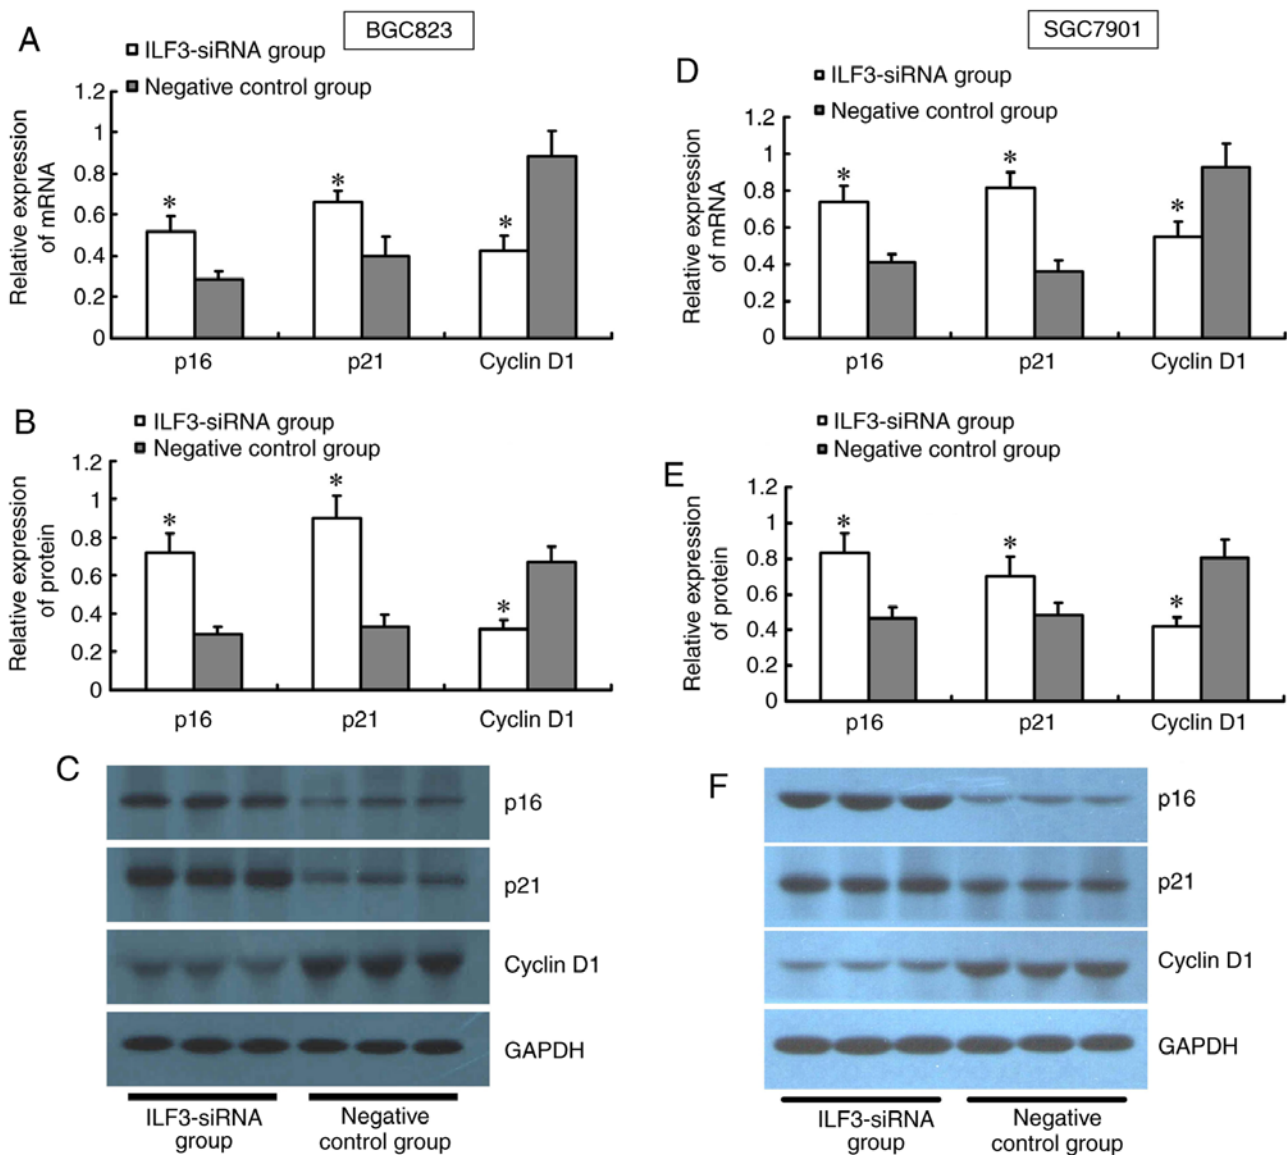 A
BGC823
ILF3-siRNA group
Negative control group
Relative expression
of mRNA
1.2
1
0.8
0.6
0.4
0.2
0
*
*
*
p16
p21
Cyclin D1
B
ILF3-siRNA group
Negative control group
Relative expression
of protein
1.2
1
0.8
0.6
0.4
0.2
0
*
*
*
p16
p21
Cyclin D1
C
p16
p21
Cyclin D1
GAPDH
ILF3-siRNA
group
Negative
control group
SGC7901
D
ILF3-siRNA group
Negative control group
Relative expression
of mRNA
1.2
1
0.8
0.6
0.4
0.2
0
*
*
*
p16
p21
Cyclin D1
E
ILF3-siRNA group
Negative control group
Relative expression
of protein
1.2
1
0.8
0.6
0.4
0.2
0
*
*
*
p16
p21
Cyclin D1
F
p16
p21
Cyclin D1
GAPDH
ILF3-siRNA
group
Negative
control group